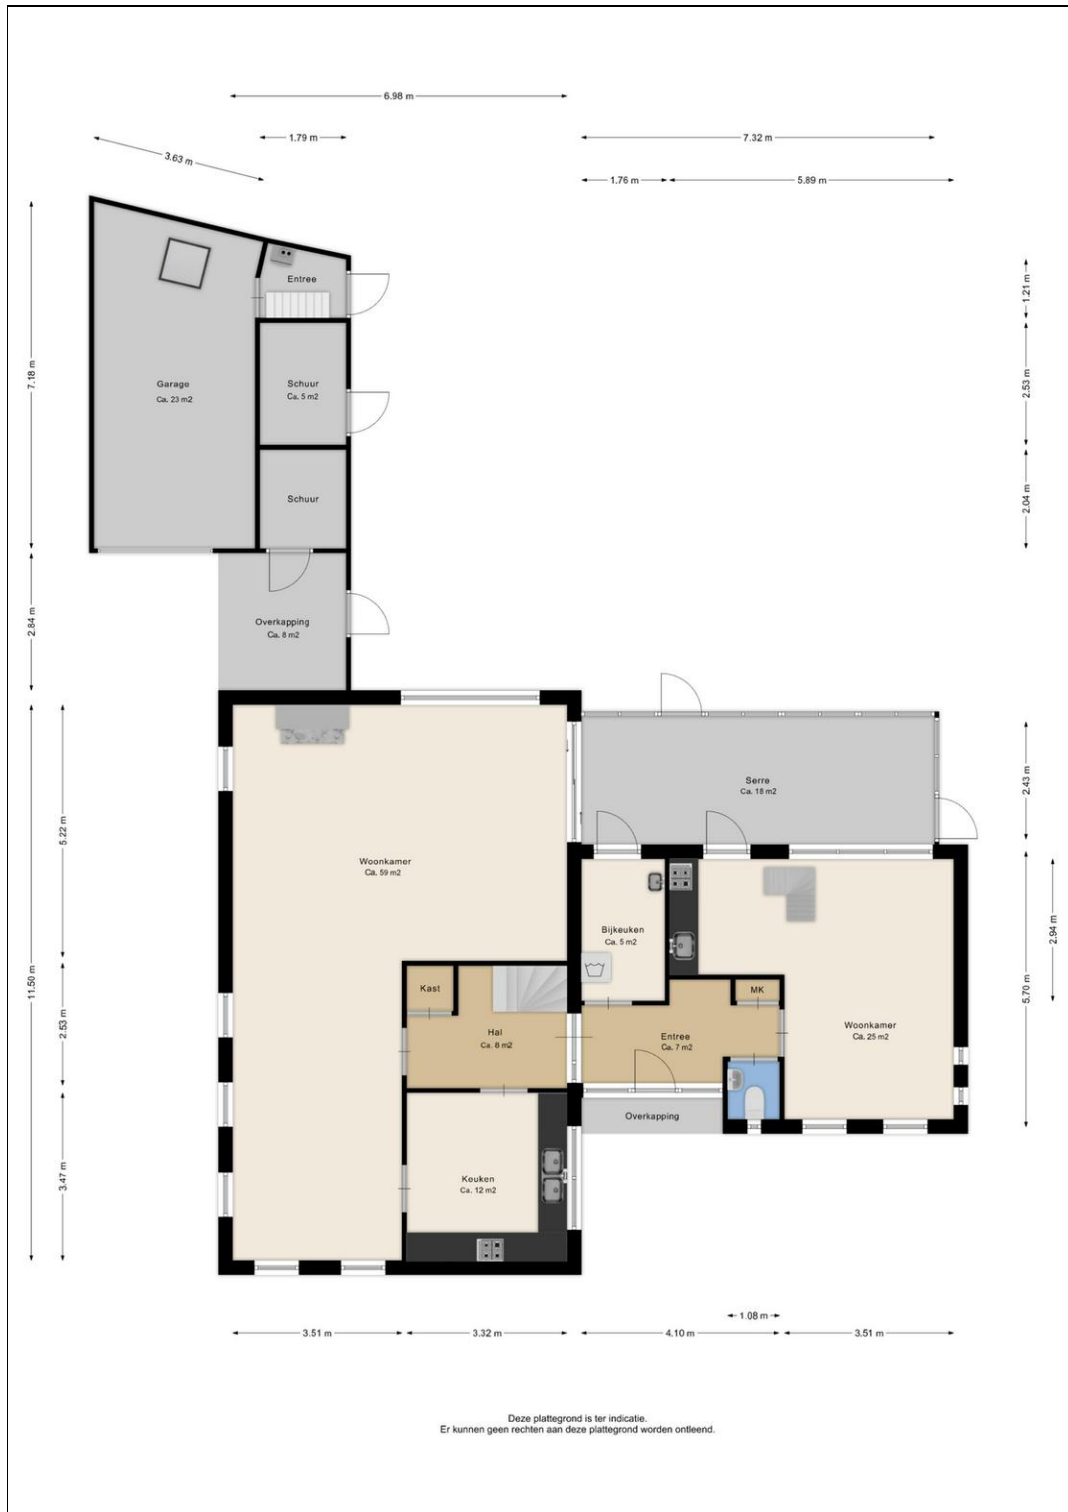 6.98 m
1.79 m
7.32 m
3.63 m
1.76 m
5.89 m
Entree
1.21 m
7.18 m
Garage
Ca. 23 m2
Schuur
Ca. 5 m2
2.53 m
Schuur
2.04 m
2.84 m
Overkapping
Ca. 8 m2
Serre
Ca. 18 m2
2.43 m
5.22 m
Woonkamer
Ca. 59 m2
Bijkeuken
Ca. 5 m2
2.94 m
11.50 m
Kast
MK
5.70 m
2.53 m
Hal
Ca. 8 m2
Entree
Ca. 7 m2
Woonkamer
Ca. 25 m2
Overkapping
3.47 m
Keuken
Ca. 12 m2
1.08 m
3.51 m
3.32 m
4.10 m
3.51 m
Deze plattegrond is ter indicatie.
Er kunnen geen rechten aan deze plattegrond worden ontleend.